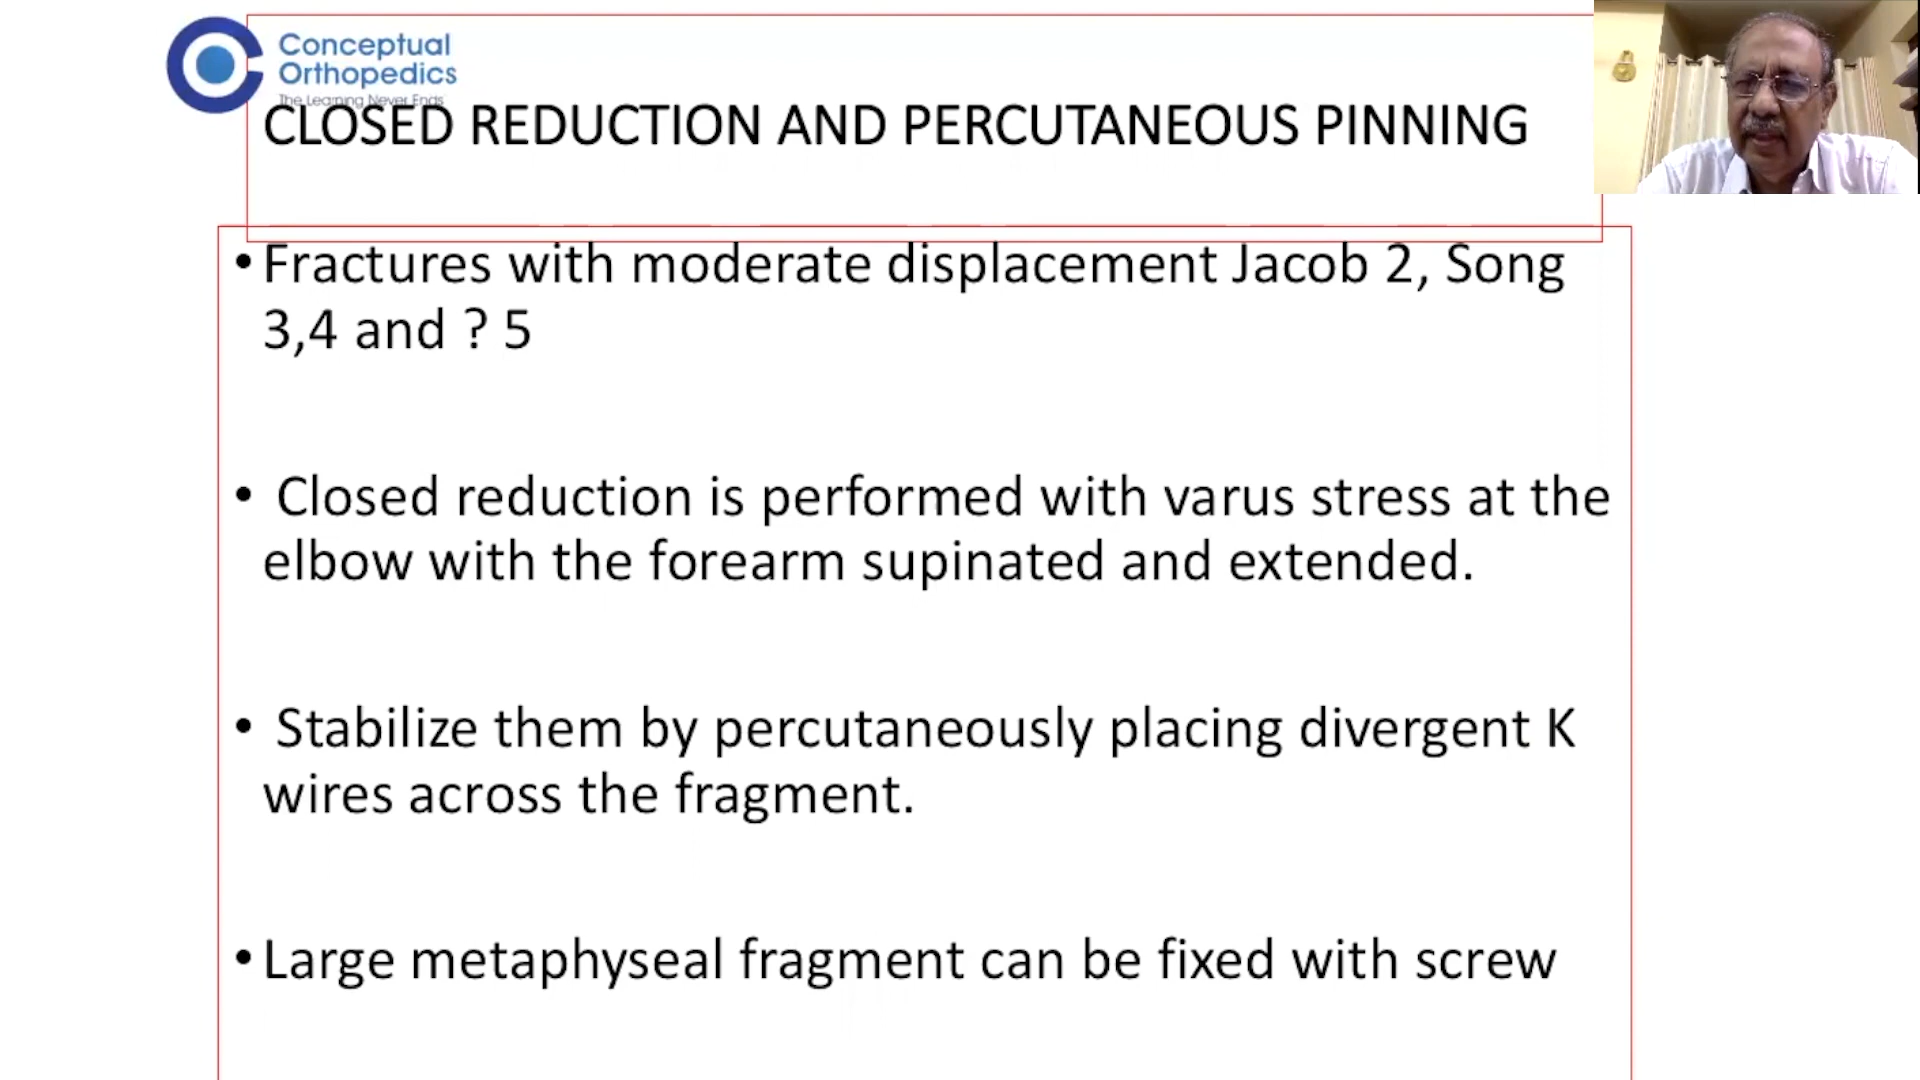 Conceptual
Orthopedics
The Learning Never Ends
CLOSED REDUCTION AND PERCUTANEOUS PINNING
• Fractures with moderate displacement Jacob 2, Song
3,4 and ? 5
• Closed reduction is performed with varus stress at the
elbow with the forearm supinated and extended.
• Stabilize them by percutaneously placing divergent K
wires across the fragment.
• Large metaphyseal fragment can be fixed with screw